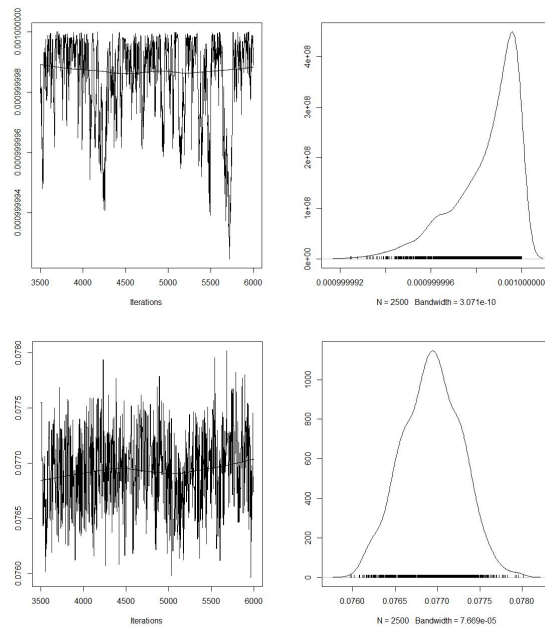 0.001000000
0.000999998
0.000999996
0.000999994
3500 4000 4500 5000 5500 6000
Iterations
4e+08
3e+08
2e+08
1e+08
0e+00
0.000999992 0.000999996 0.001000000
N = 2500 Bandwidth = 3.071e-10
0.0780
0.0775
0.0770
0.0765
0.0760
3500 4000 4500 5000 5500 6000
Iterations
1000
800
600
400
200
0
0.0760 0.0765 0.0770 0.0775 0.0780
N = 2500 Bandwidth = 7.669e-05